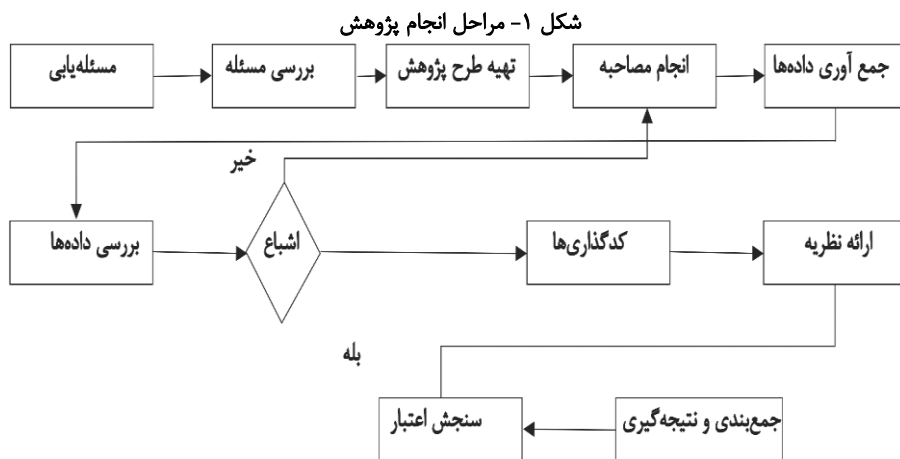 شکل ۱- مراحل انجام پژوهش
مسئله‌یابی
بررسی مسئله
تهیه طرح پژوهش
انجام مصاحبه
جمع آوری داده‌ها
خیر
بررسی داده‌ها
اشباع
کدگذاری‌ها
ارائه نظریه
بله
سنجش اعتبار
جمع‌بندی و نتیجه‌گیری